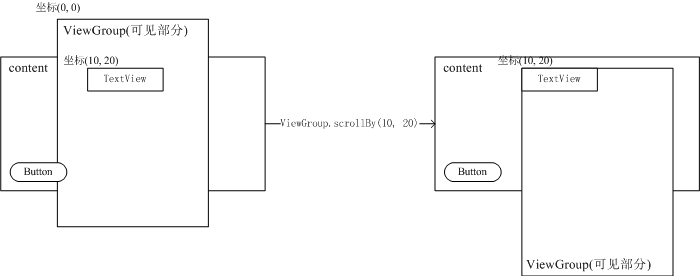 坐标(0, 0)
ViewGroup(可见部分)
content
坐标(10, 20)
TextView
Button
ViewGroup.scrollBy(10, 20)
坐标(10, 20)
content
TextView
Button
ViewGroup(可见部分)